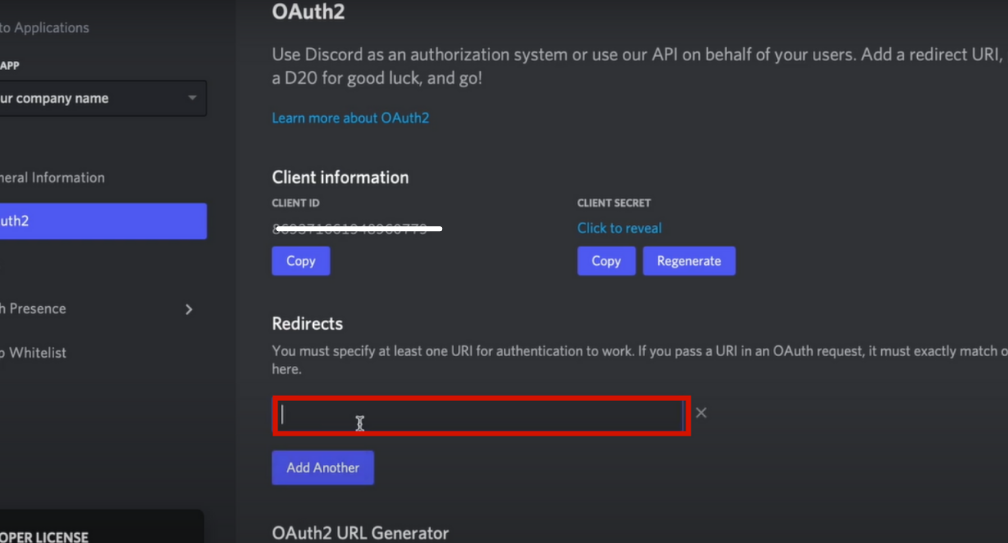 OAuth2
to Applications
Use Discord as an authorization system or use our API on behalf of your users. Add a redirect URI,
a D20 for good luck, and go!
APP
ur company name
Learn more about OAuth2
neral Information
Client information
CLIENT ID
CLIENT SECRET
uth2
Click to reveal
Copy
Copy
Regenerate
h Presence
Redirects
You must specify at least one URI for authentication to work. If you pass a URI in an OAuth request, it must exactly match o
here.
p Whitelist
Add Another
OAuth2 URL Generator
OPER LICENSE